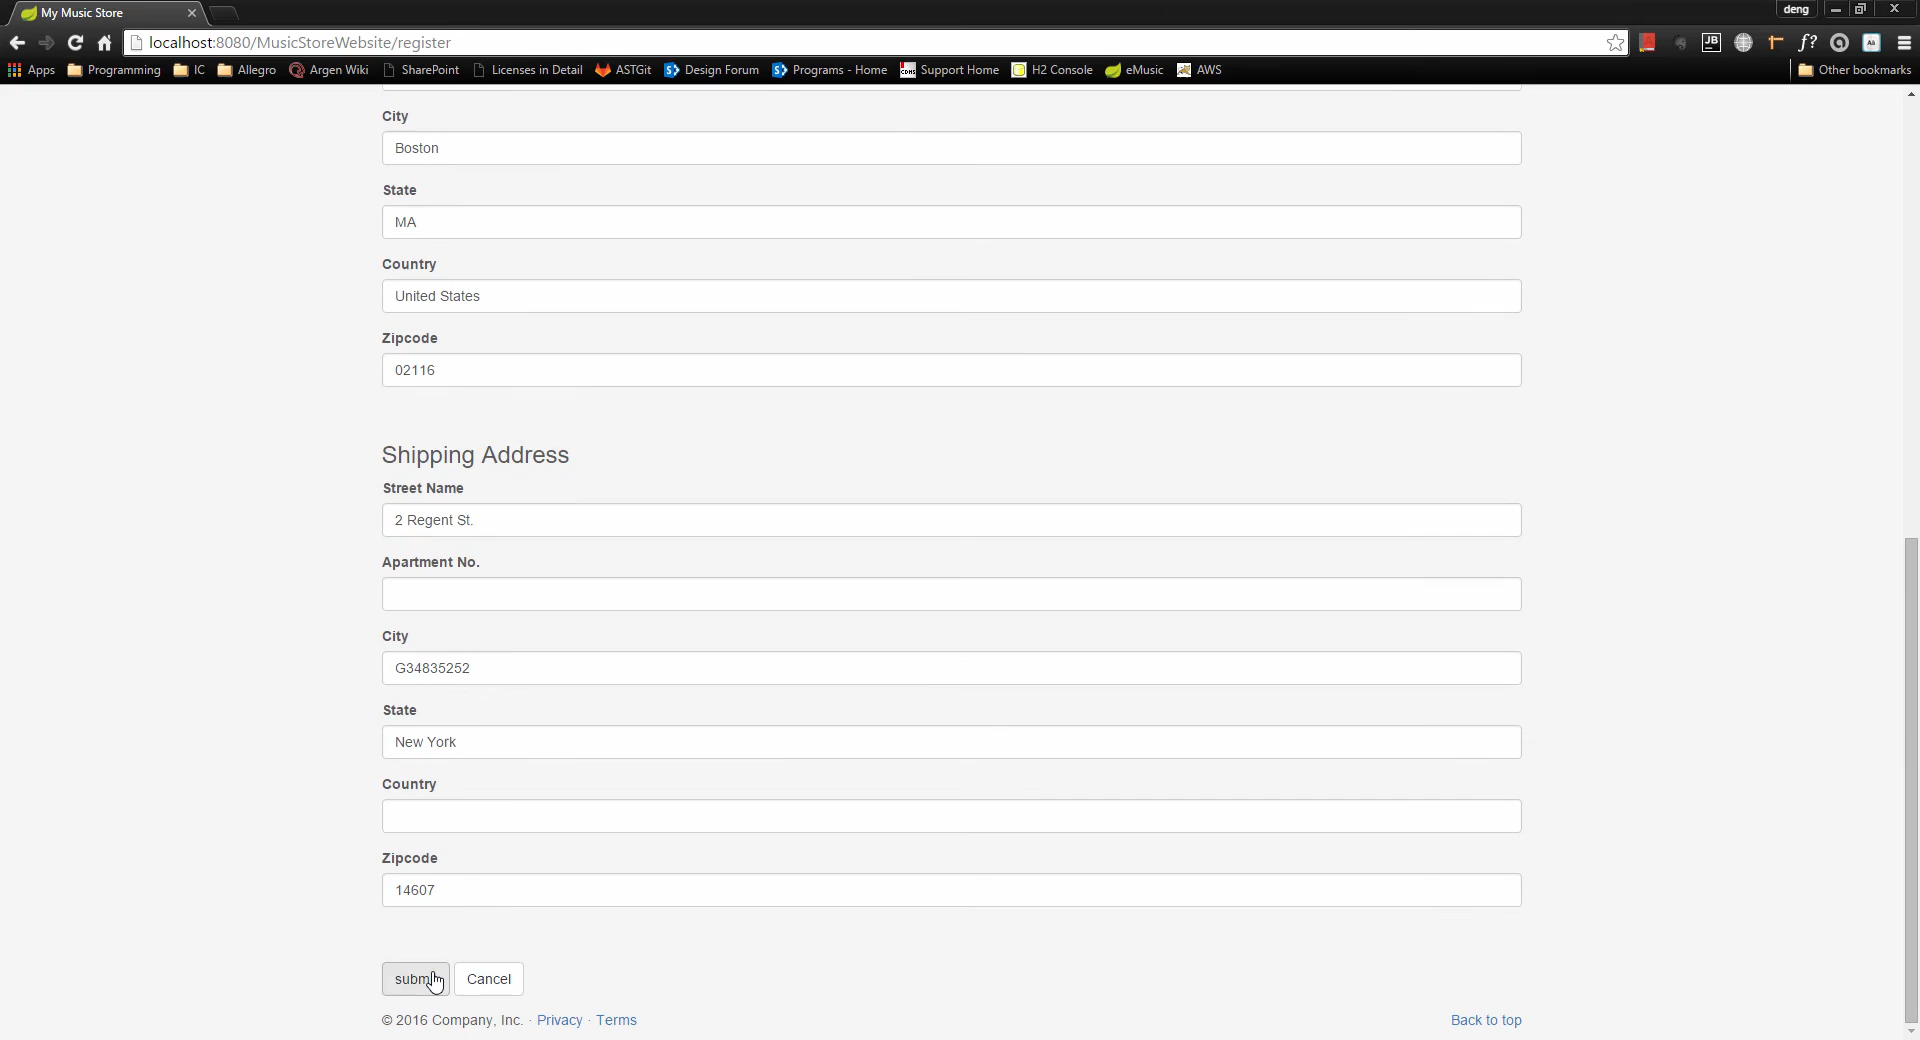 My Music Store
deng
localhost:8080/MusicStoreWebsite/register
Apps Programming IC Allegro Argen Wiki SharePoint Licenses in Detail ASTGit Design Forum Programs - Home Support Home H2 Console eMusic AWS Other bookmarks
City
Boston
State
MA
Country
United States
Zipcode
02116
Shipping Address
Street Name
2 Regent St.
Apartment No.
City
G34835252
State
New York
Country
Zipcode
14607
Cancel
© 2016 Company, Inc. · Privacy · Terms
Back to top